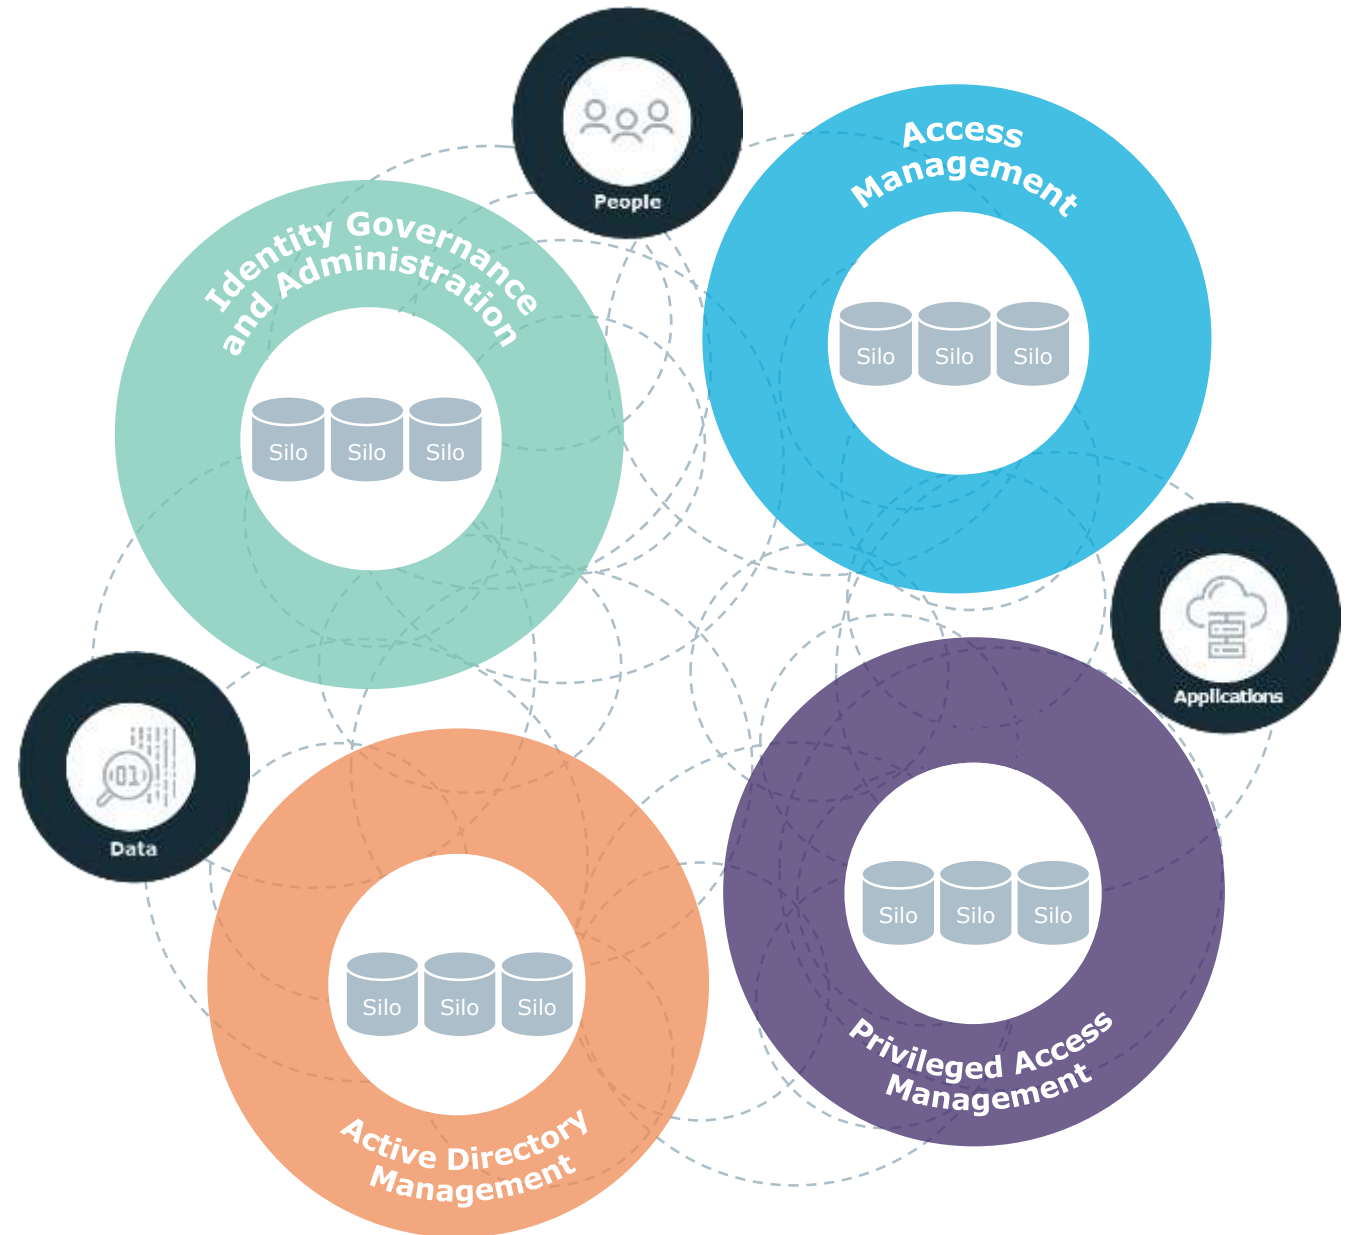 People
Access
Management
Identity Governance
and Administration
Silo Silo Silo
Silo Silo Silo
Applications
Data
Silo Silo Silo
Silo Silo Silo
Privileged Access
Management
Active Directory
Management
01